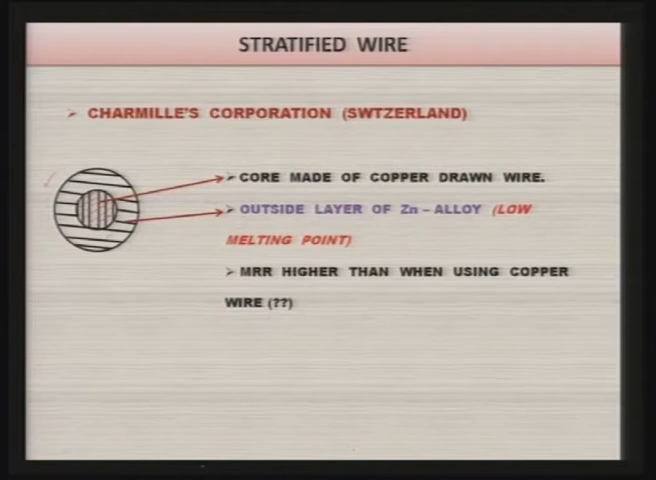 STRATIFIED WIRE
➢ CHARMILLE'S CORPORATION (SWTZERLAND)
➢ CORE MADE OF COPPER DRAWN WIRE.
➢ OUTSIDE LAYER OF Zn – ALLOY (LOW
MELTING POINT)
➢ MRR HIGHER THAN WHEN USING COPPER
WIRE (??)